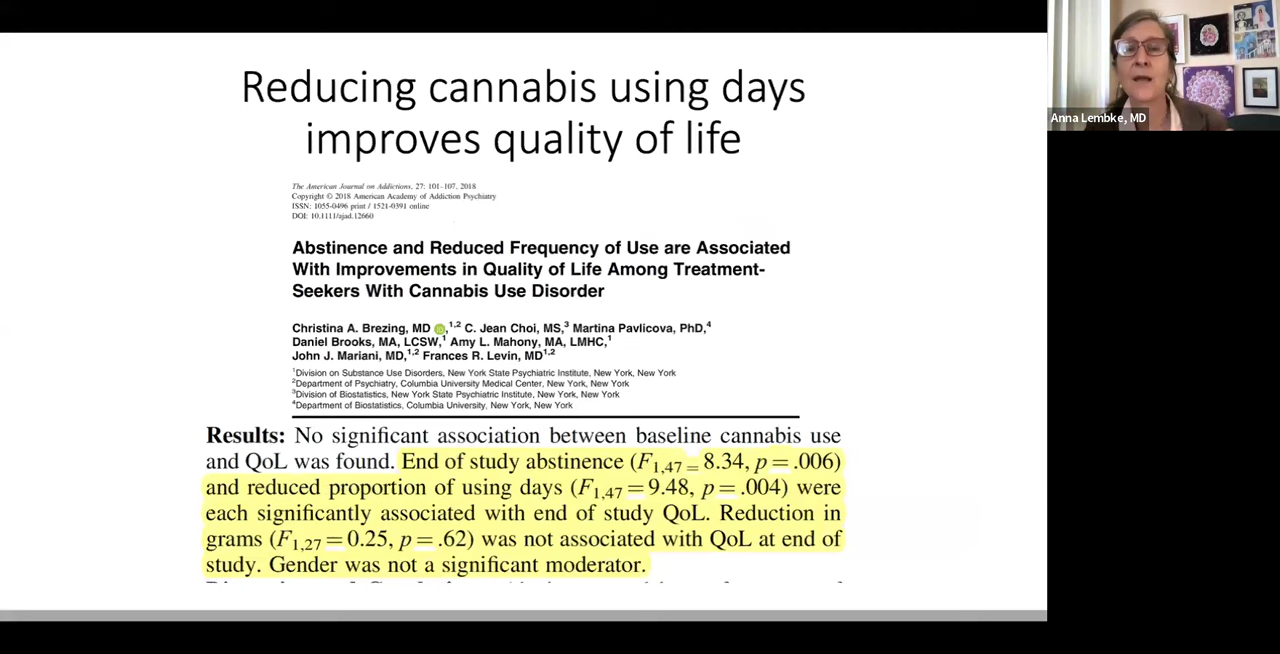 Reducing cannabis using days
improves quality of life
The American Journal on Addictions, 27: 101–107, 2018
Copyright © 2018 American Academy of Addiction Psychiatry
ISSN: 1055-0496 print / 1521-0391 online
DOI: 10.1111/ajad.12660
Abstinence and Reduced Frequency of Use are Associated
With Improvements in Quality of Life Among Treatment-
Seekers With Cannabis Use Disorder
Christina A. Brezing, MD iD,1,2 C. Jean Choi, MS,3 Martina Pavlicova, PhD,4
Daniel Brooks, MA, LCSW,1 Amy L. Mahony, MA, LMHC,1
John J. Mariani, MD,1,2 Frances R. Levin, MD1,2
1Division on Substance Use Disorders, New York State Psychiatric Institute, New York, New York
2Department of Psychiatry, Columbia University Medical Center, New York, New York
3Division of Biostatistics, New York State Psychiatric Institute, New York, New York
4Department of Biostatistics, Columbia University, New York, New York
Results: No significant association between baseline cannabis use
and QoL was found. End of study abstinence (F1,47 = 8.34, p = .006)
and reduced proportion of using days (F1,47 = 9.48, p = .004) were
each significantly associated with end of study QoL. Reduction in
grams (F1,27 = 0.25, p = .62) was not associated with QoL at end of
study. Gender was not a significant moderator.
Anna Lembke, MD